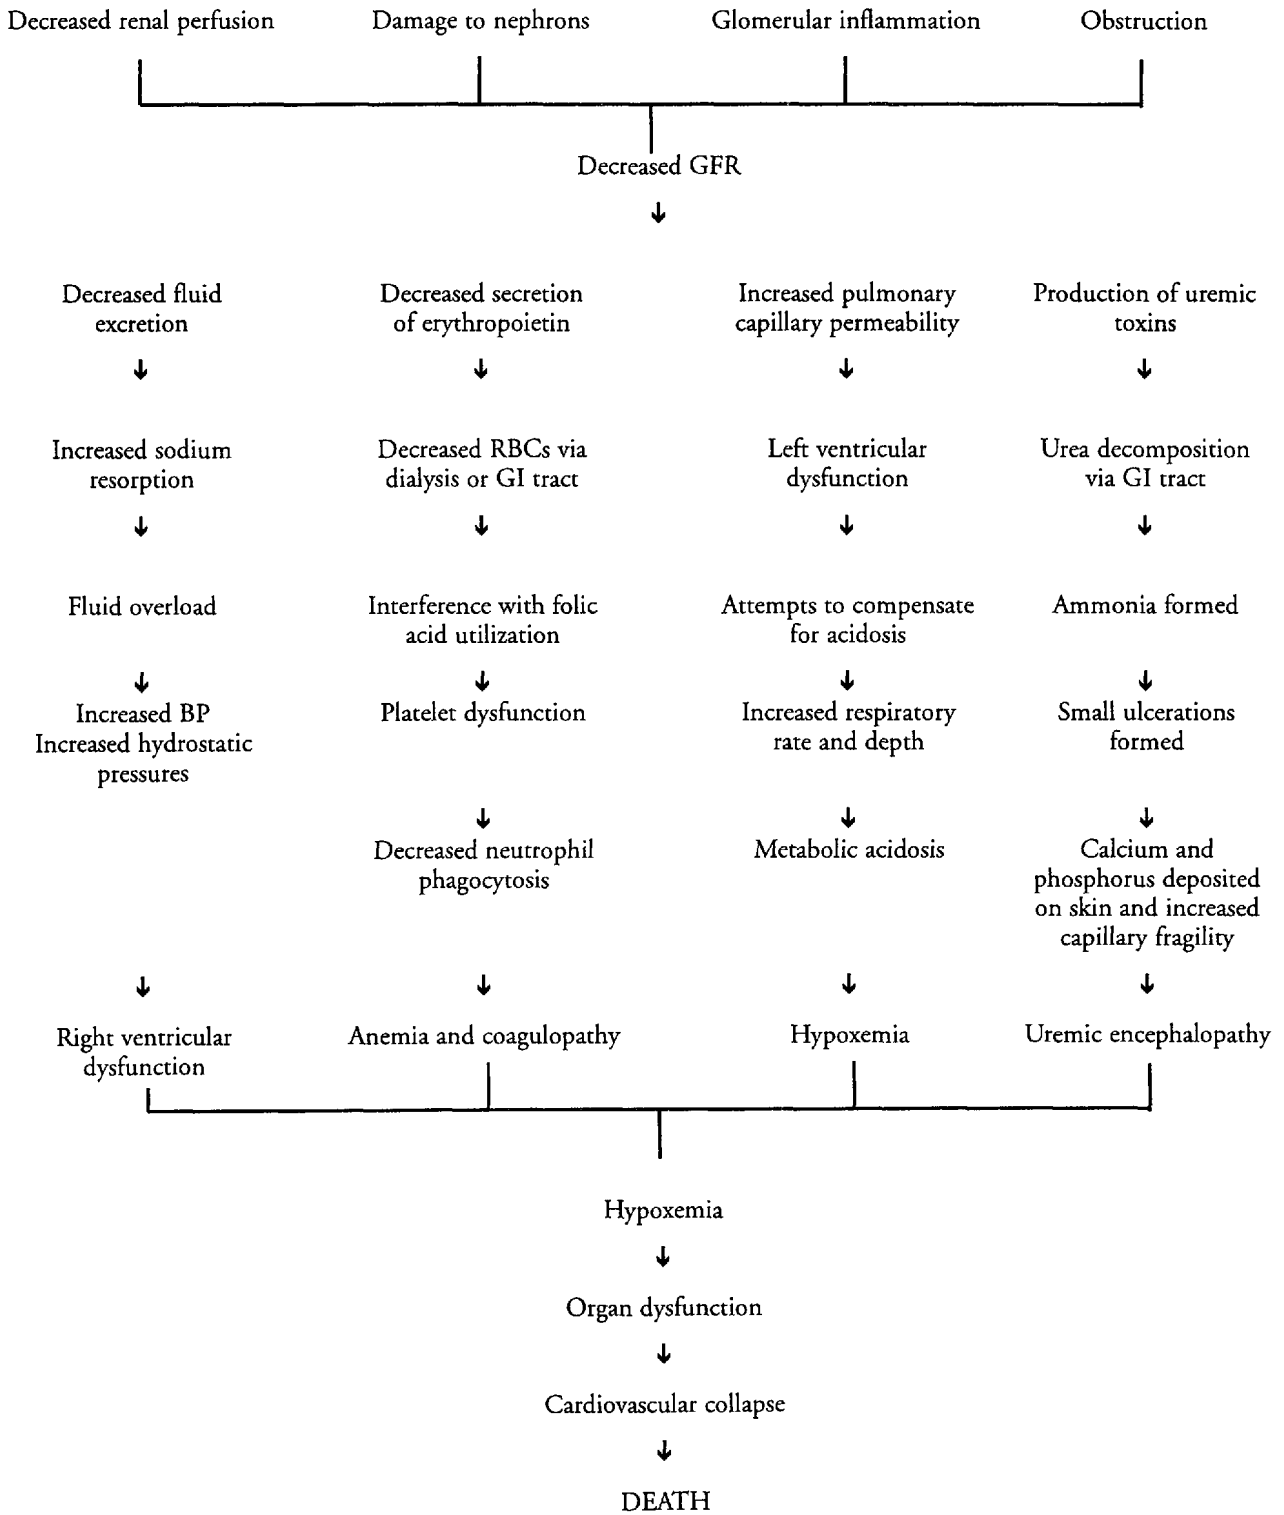 Decreased renal perfusion
Damage to nephrons
Glomerular inflammation
Obstruction
Decreased GFR
Decreased fluid
excretion
Decreased secretion
of erythropoietin
Increased pulmonary
capillary permeability
Production of uremic
toxins
Increased sodium
resorption
Decreased RBCs via
dialysis or GI tract
Left ventricular
dysfunction
Urea decomposition
via GI tract
Fluid overload
Interference with folic
acid utilization
Attempts to compensate
for acidosis
Ammonia formed
Increased BP
Increased hydrostatic
pressures
Platelet dysfunction
Increased respiratory
rate and depth
Small ulcerations
formed
Decreased neutrophil
phagocytosis
Metabolic acidosis
Calcium and
phosphorus deposited
on skin and increased
capillary fragility
Right ventricular
dysfunction
Anemia and coagulopathy
Hypoxemia
Uremic encephalopathy
Hypoxemia
Organ dysfunction
Cardiovascular collapse
DEATH